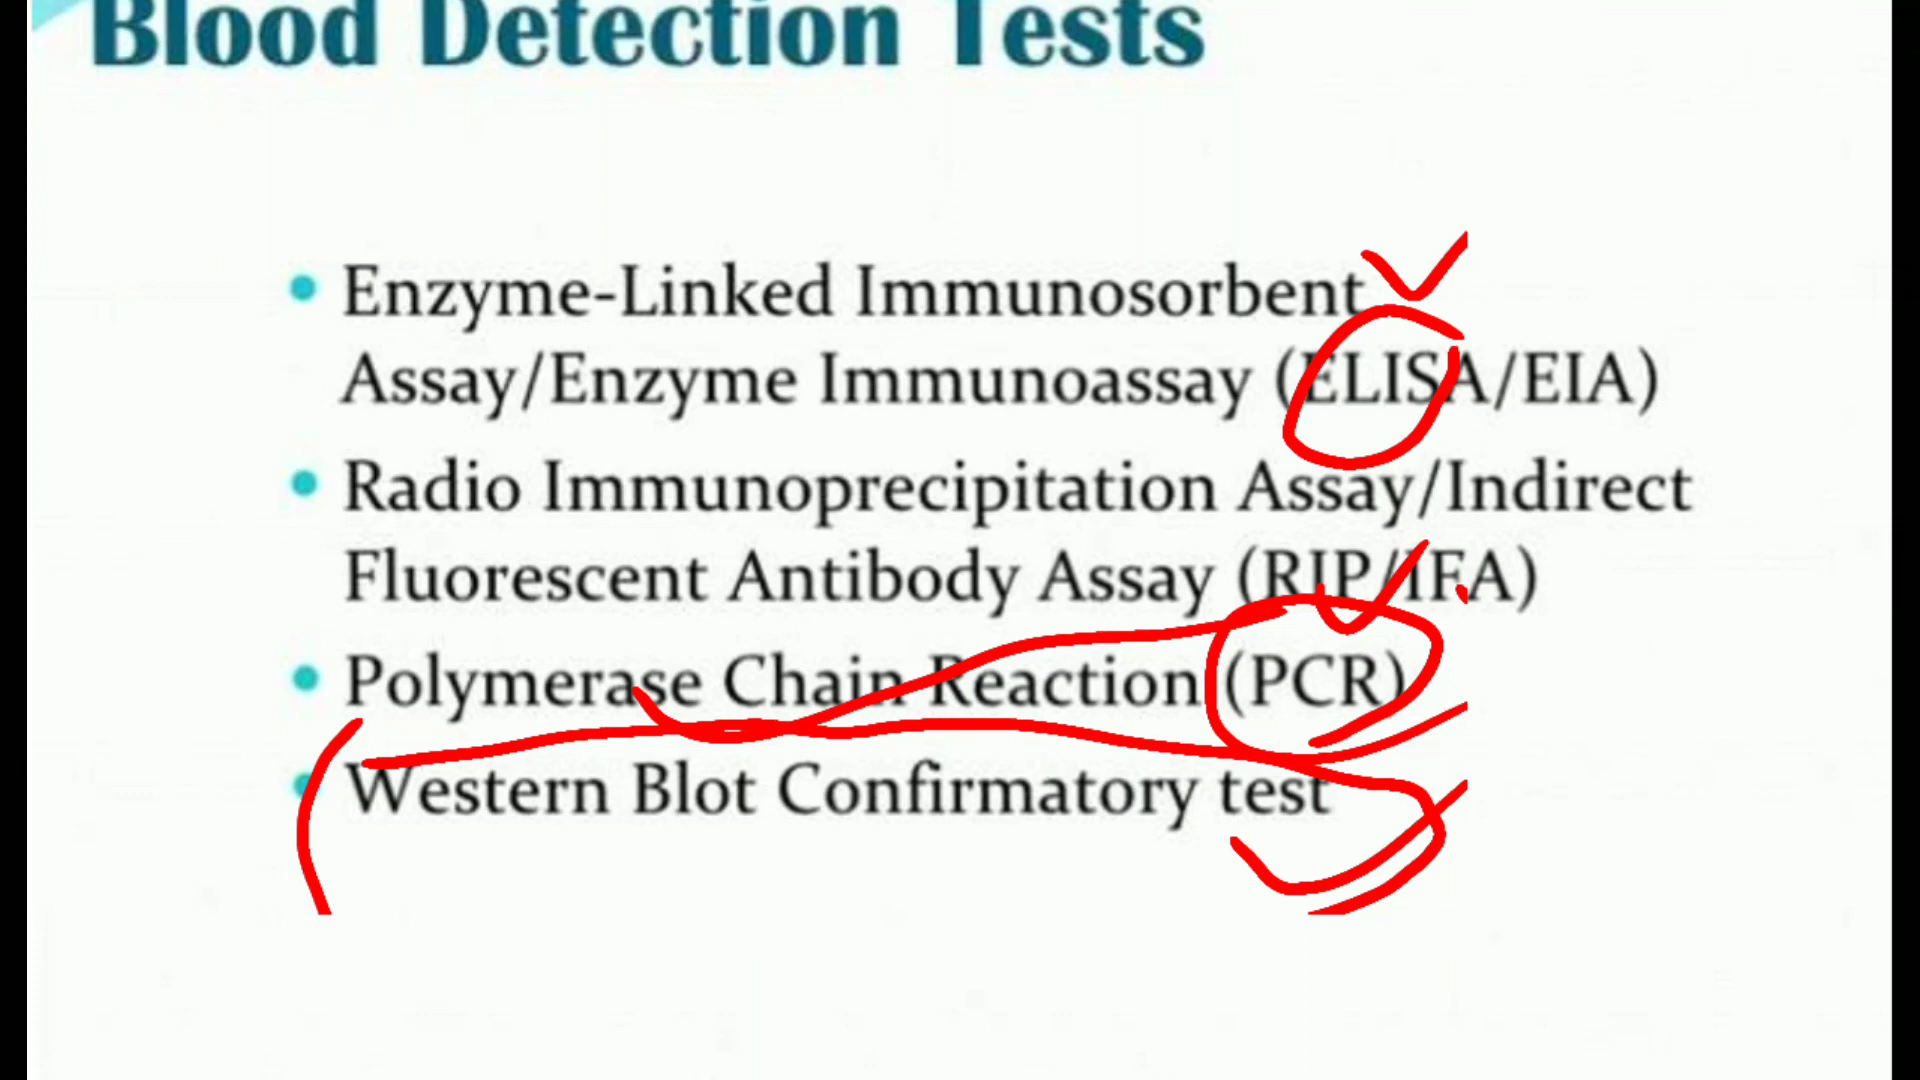 Blood Detection Tests
• Enzyme-Linked Immunosorbent
Assay/Enzyme Immunoassay (ELISA/EIA)
• Radio Immunoprecipitation Assay/Indirect
Fluorescent Antibody Assay (RIP/IFA)
• Polymerase Chain Reaction (PCR)
• Western Blot Confirmatory test